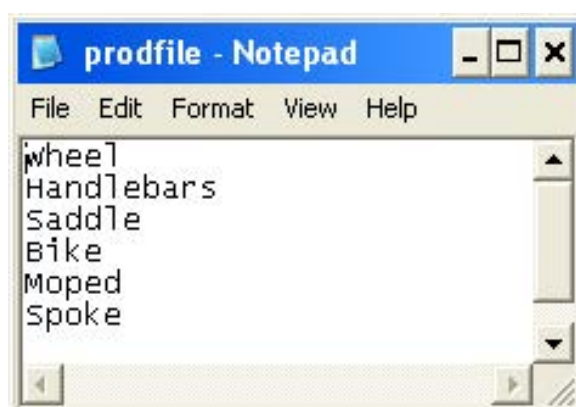 prodfile - Notepad
File Edit Format View Help
Wheel
Handlebars
Saddle
Bike
Moped
Spoke